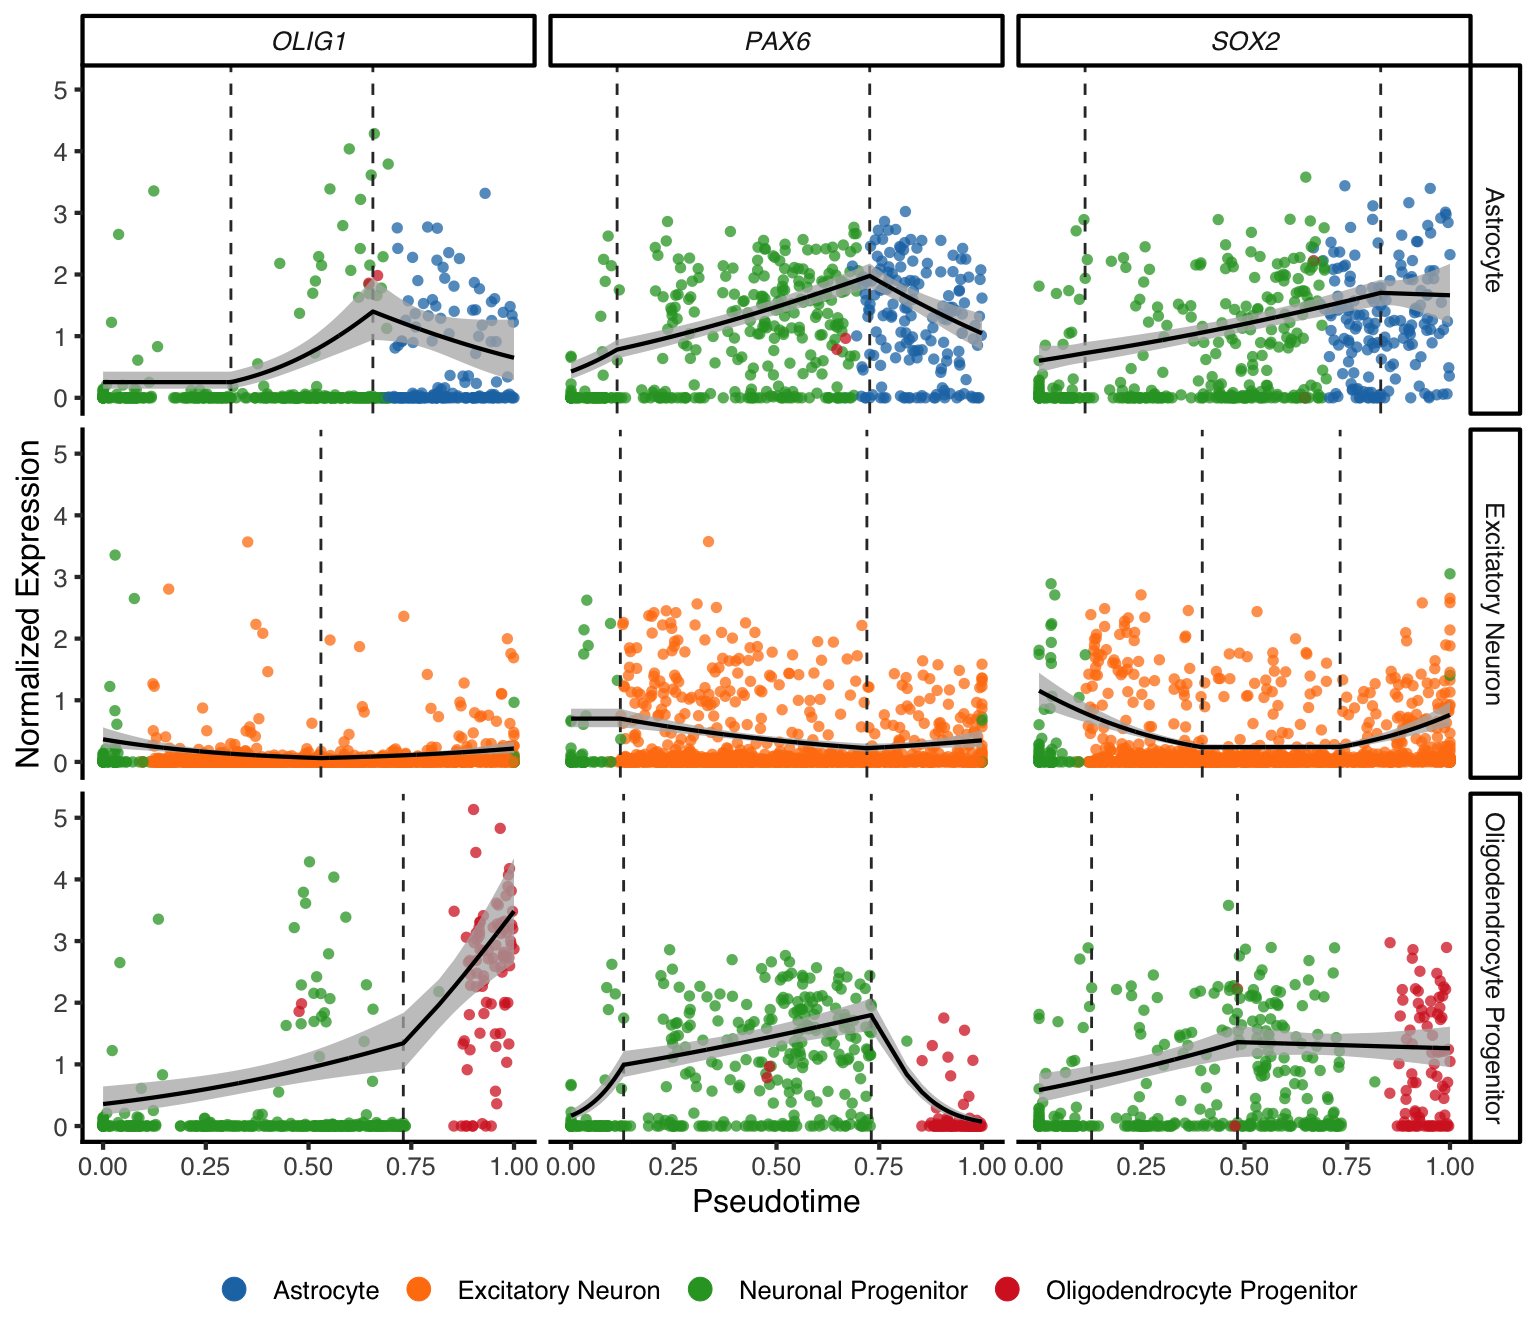 OLIG1 PAX6 SOX2
5
4
3
2
1
0
Astrocyte
Normalized Expression
5
4
3
2
1
0
Excitatory Neuron
5
4
3
2
1
0
Oligodendrocyte Progenitor
0.00 0.25 0.50 0.75 1.00 0.00 0.25 0.50 0.75 1.00 0.00 0.25 0.50 0.75 1.00
Pseudotime
Astrocyte Excitatory Neuron Neuronal Progenitor Oligodendrocyte Progenitor